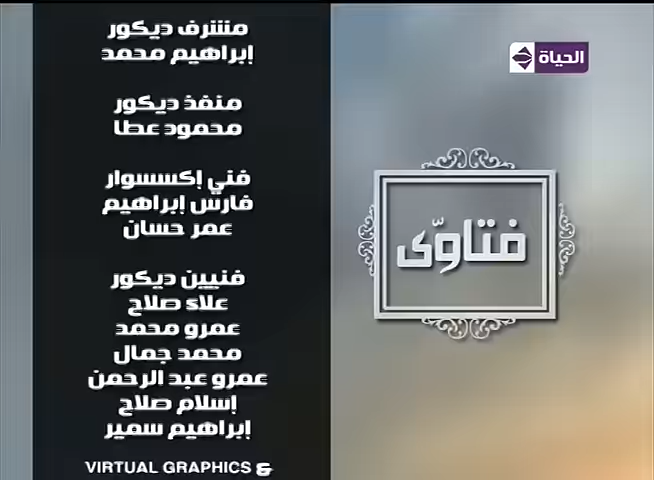 مشرف ديكور
إبراهيم محمد
منفذ ديكور
محمود عطا
فني إكسسوار
فارس إبراهيم
عمر حسان
فنيين ديكور
علاء صلاح
عمرو محمد
محمد جمال
عمرو عبد الرحمن
إسلام صلاح
إبراهيم سمير
VIRTUAL GRAPHICS &
الحياة
فتاوّى